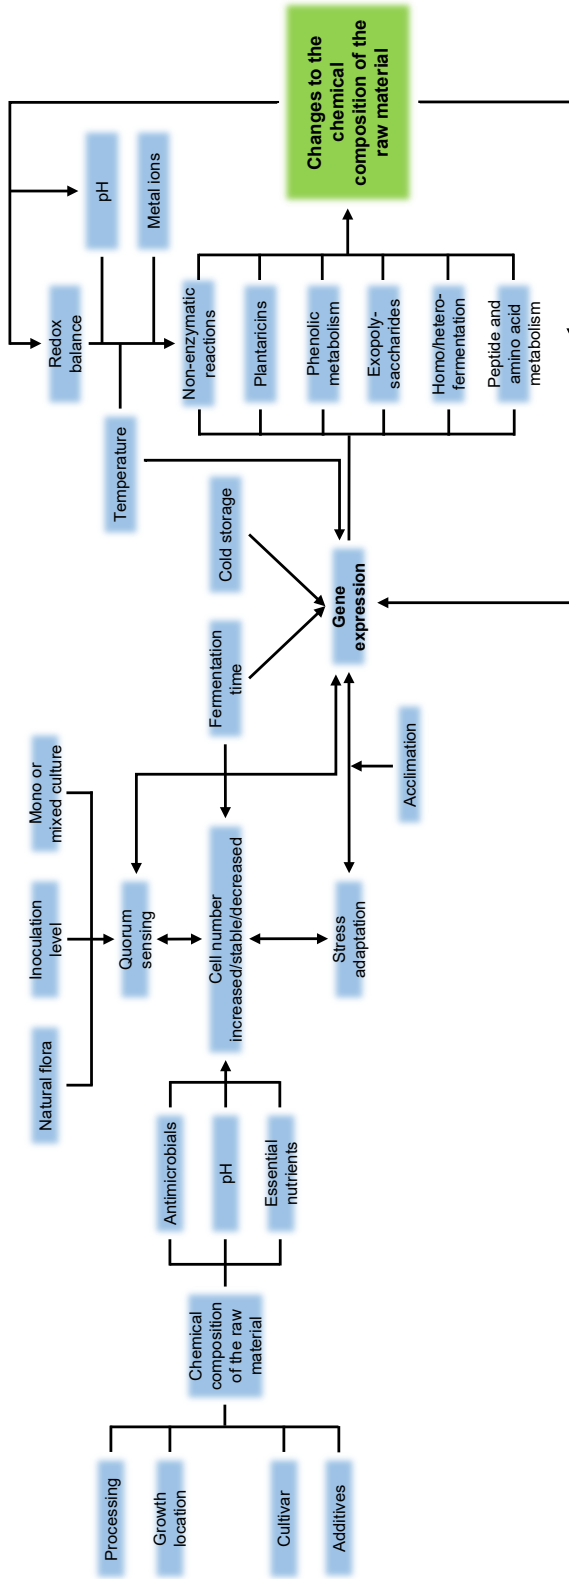 Processing
Growth
location
Cultivar
Additives
Chemical
composition
of the raw
material
Antimicrobials
pH
Essential
nutrients
Natural flora
Inoculation
level
Mono or
mixed culture
Quorum
sensing
Cell number
increased/stable/decreased
Stress
adaptation
Acclimation
Fermentation
time
Cold storage
Temperature
Gene
expression
Redox
balance
pH
Metal ions
Non-enzymatic
reactions
Plantaricins
Phenolic
metabolism
Exopoly-
saccharides
Homo/hetero-
fermentation
Peptide and
amino acid
metabolism
Changes to the
chemical
composition of the
raw material